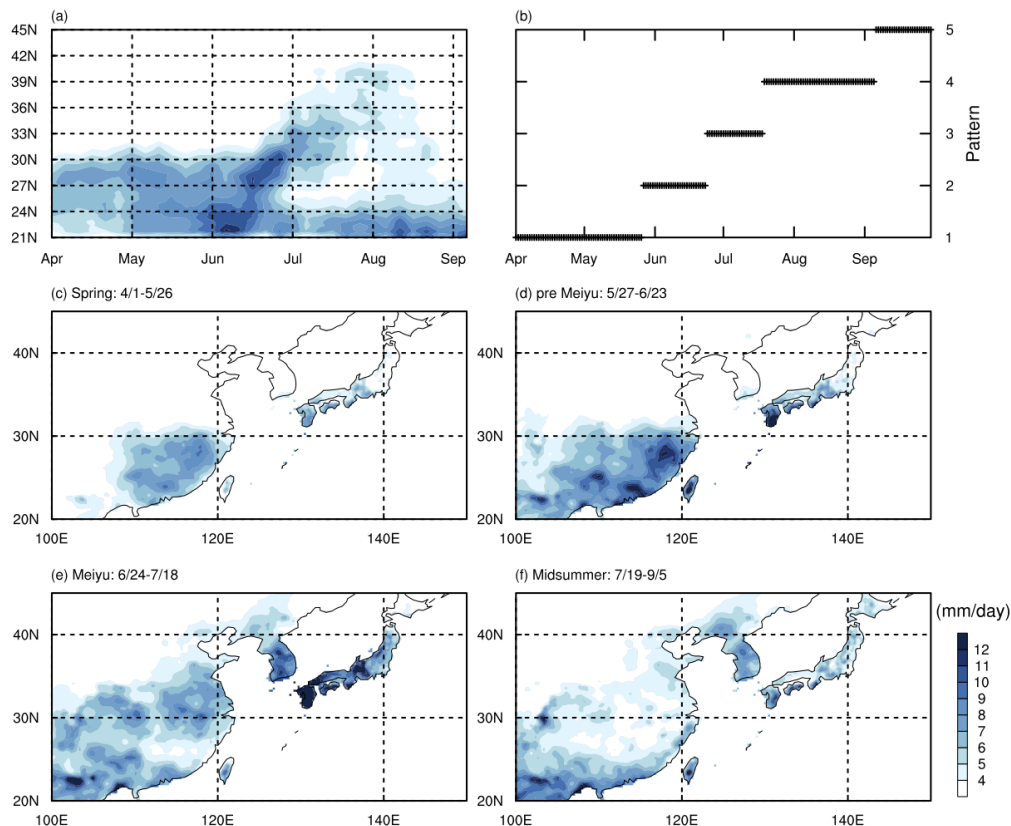 (a) (b)
45N
42N
39N
36N
33N
30N
27N
24N
21N
Apr May Jun Jul Aug Sep
5
4
3
2
1
Pattern
Apr May Jun Jul Aug Sep
(c) Spring: 4/1-5/26 (d) pre Meiyu: 5/27-6/23
40N 40N
30N 30N
20N 20N
100E 120E 140E 100E 120E 140E
(e) Meiyu: 6/24-7/18 (f) Midsummer: 7/19-9/5
40N 40N
30N 30N
20N 20N
100E 120E 140E 100E 120E 140E
(mm/day)
12
11
10
9
8
7
6
5
4